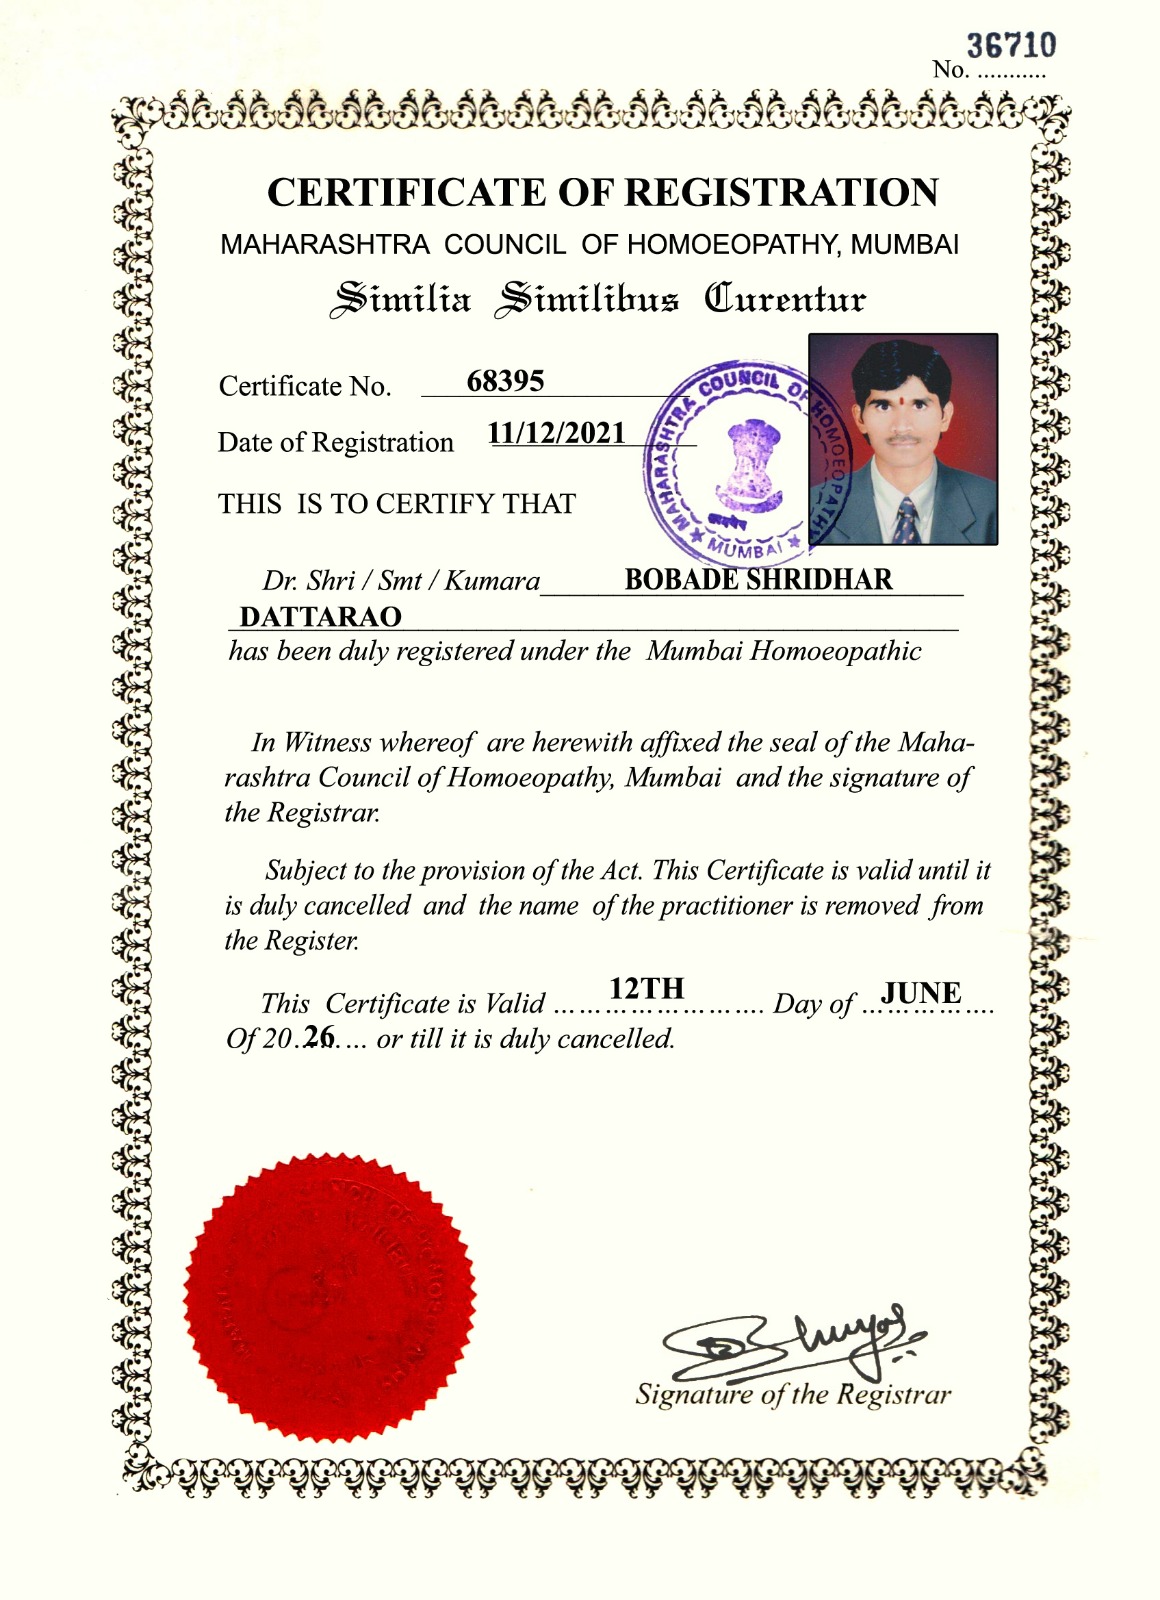 36710
No. ...........
CERTIFICATE OF REGISTRATION
MAHARASHTRA COUNCIL OF HOMOEOPATHY, MUMBAI
Similia Similibus Curentur
Certificate No. 68395
Date of Registration 11/12/2021
MAHARASHTRA COUNCIL OF HOMOEOPATHY
MUMBAI
THIS IS TO CERTIFY THAT
Dr. Shri / Smt / Kumara BOBADE SHRIDHAR
DATTARAO
has been duly registered under the Mumbai Homoeopathic
In Witness whereof are herewith affixed the seal of the Maha-
rashtra Council of Homoeopathy, Mumbai and the signature of
the Registrar.
Subject to the provision of the Act. This Certificate is valid until it
is duly cancelled and the name of the practitioner is removed from
the Register.
This Certificate is Valid ... 12TH ... Day of ... JUNE ...
Of 20..26.... or till it is duly cancelled.
Signature of the Registrar